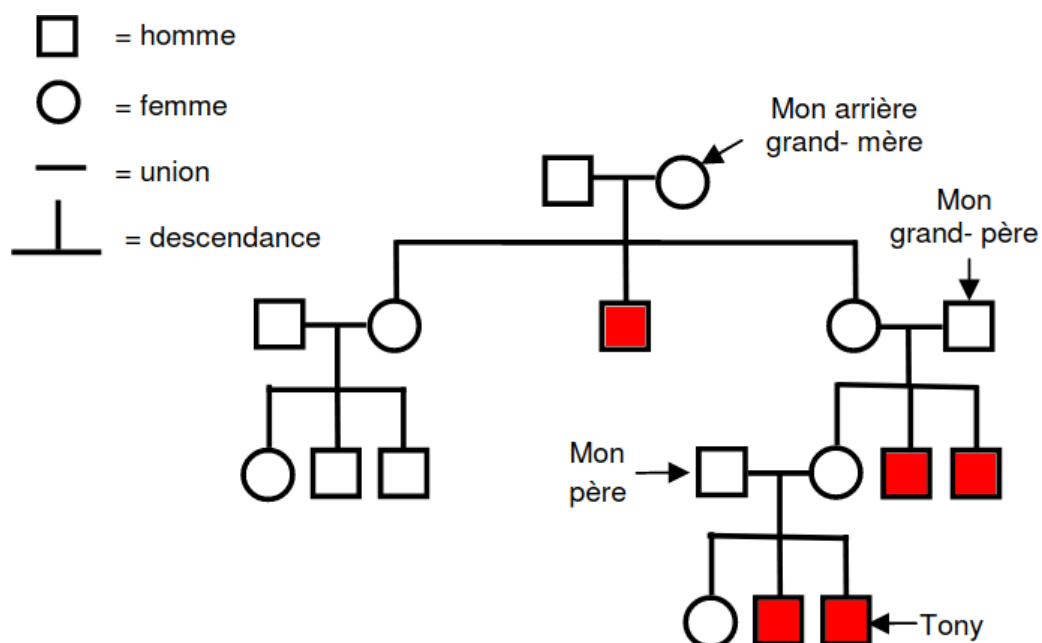 = homme
= femme
= union
= descendance
Mon arrière
grand- mère
Mon
grand- père
Mon
père
Tony